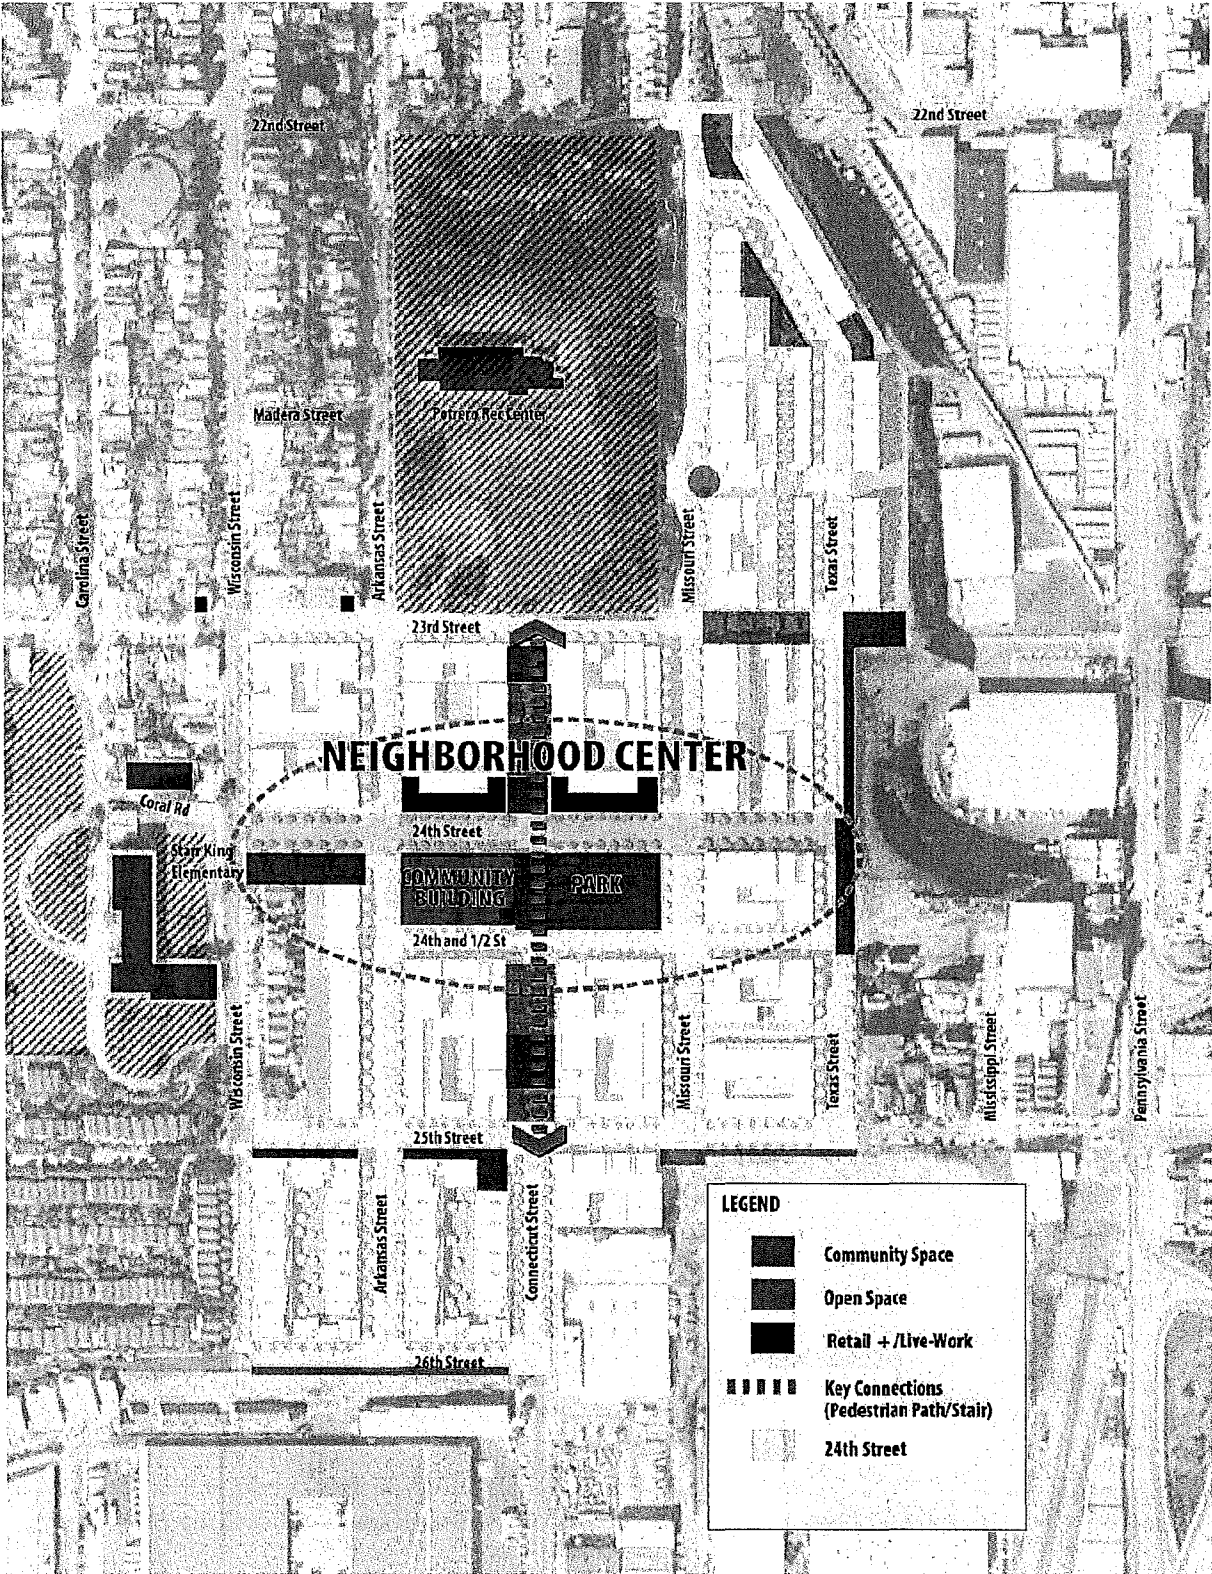 22nd Street
22nd Street
Madera Street
Potrero Rec Center
Carolina Street
Wisconsin Street
Arkansas Street
Missouri Street
Texas Street
23rd Street
NEIGHBORHOOD CENTER
Coral Rd
24th Street
Starr King
Elementary
COMMUNITY
BUILDING
PARK
24th and 1/2 St
Wisconsin Street
Missouri Street
Texas Street
Mississippi Street
Pennsylvania Street
25th Street
Arkansas Street
Connecticut Street
26th Street
LEGEND
Community Space
Open Space
Retail +/Live-Work
Key Connections
(Pedestrian Path/Stair)
24th Street